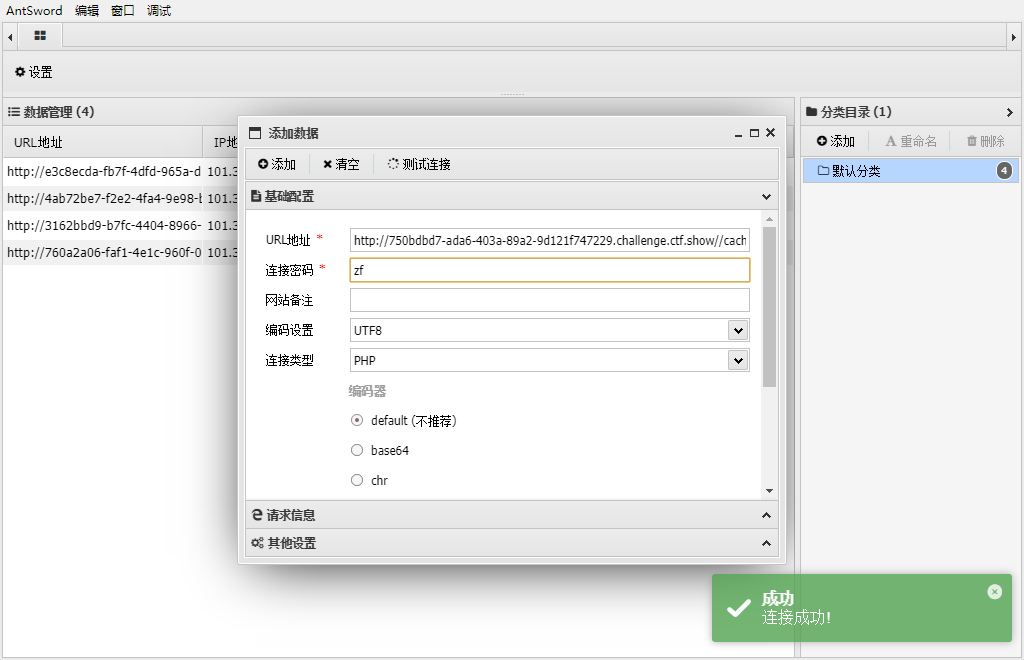 AntSword 编辑 窗口 调试
设置
数据管理 (4)
URL地址 IP地
http://e3c8ecda-fb7f-4dfd-965a-d 101.3
http://4ab72be7-f2e2-4fa4-9e98-b 101.3
http://3162bbd9-b7fc-4404-8966- 101.3
http://760a2a06-faf1-4e1c-960f-0 101.3
添加数据
添加 清空 测试连接
基础配置
URL地址 * http://750bdbd7-ada6-403a-89a2-9d121f747229.challenge.ctf.show//cach
连接密码 * zf
网站备注
编码设置 UTF8
连接类型 PHP
编码器
default (不推荐)
base64
chr
请求信息
其他设置
分类目录 (1)
添加 重命名 删除
默认分类 4
成功
连接成功!